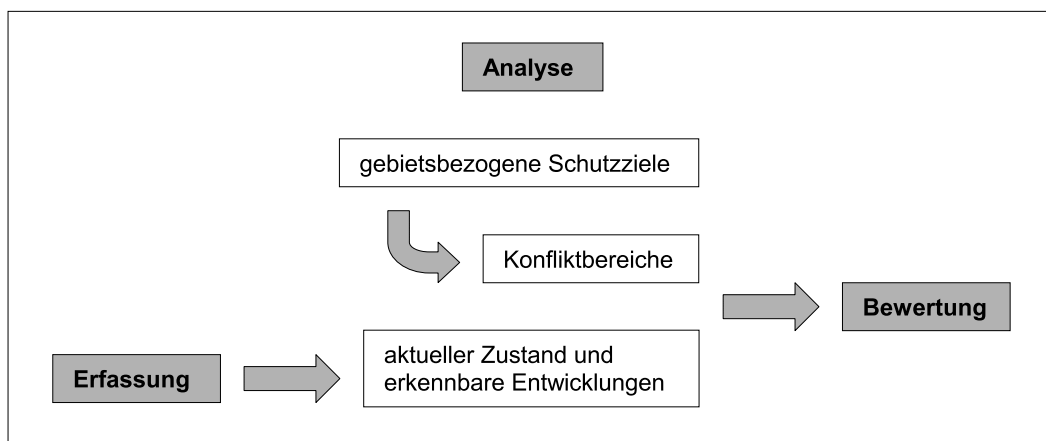 Analyse
gebietsbezogene Schutzziele
Konfliktbereiche
Bewertung
aktueller Zustand und
erkennbare Entwicklungen
Erfassung